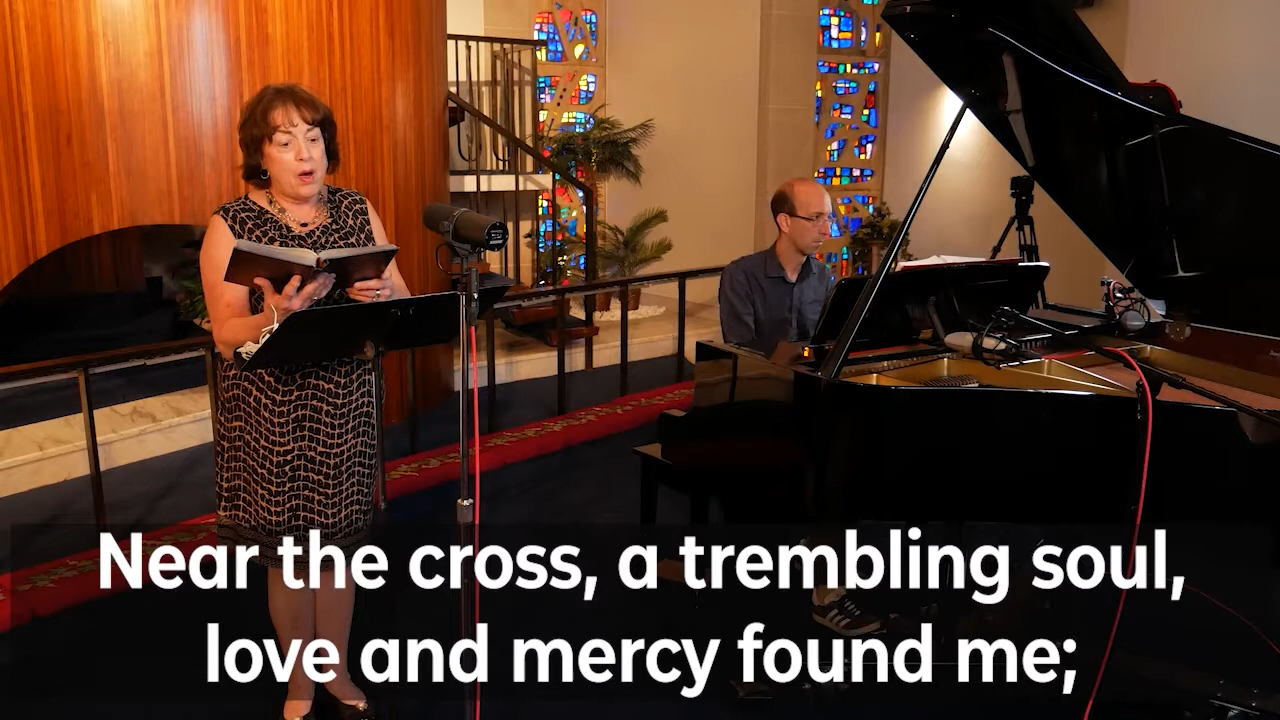 Near the cross, a trembling soul,
love and mercy found me;